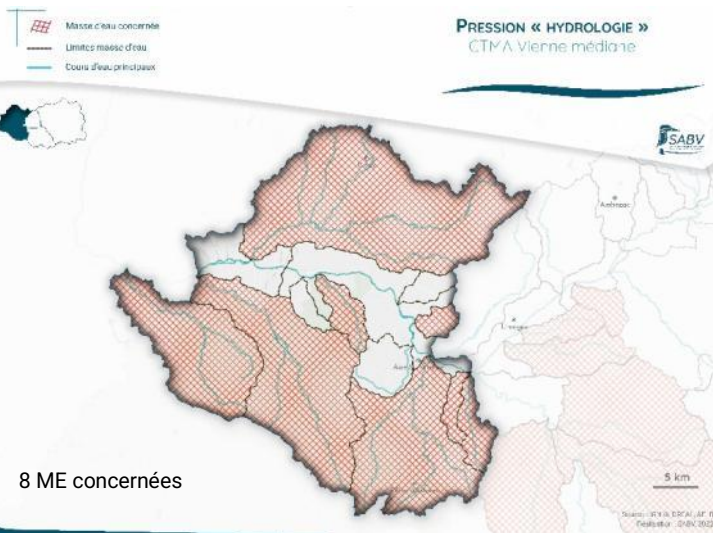 Masse d'eau concernée
Limites masse d'eau
Cours d'eau principaux
PRESSION « HYDROLOGIE »
CTMA Vienne médiane
SABV
Ambazac
8 ME concernées
5 km